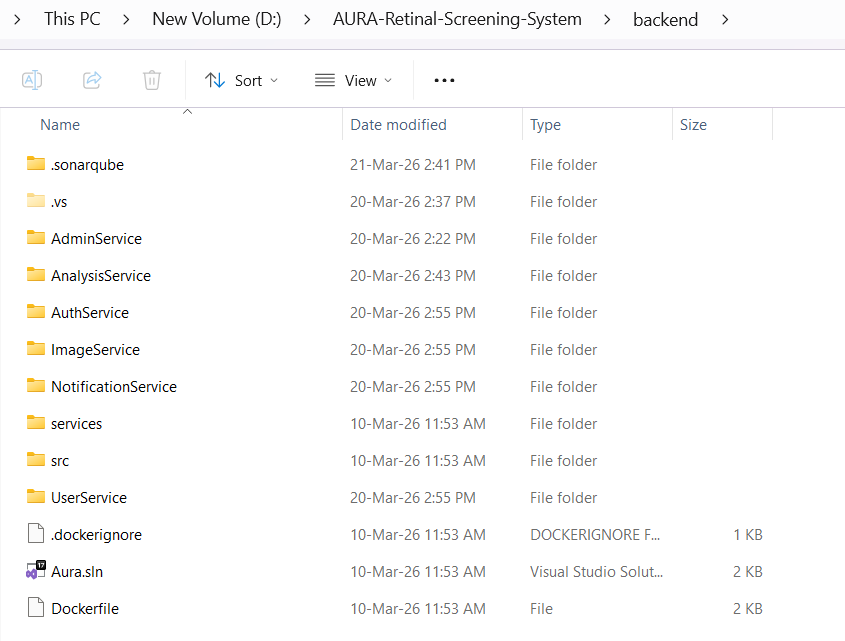 This PC > New Volume (D:) > AURA-Retinal-Screening-System > backend >
Sort View
Name Date modified Type Size
.sonarqube 21-Mar-26 2:41 PM File folder
.vs 20-Mar-26 2:37 PM File folder
AdminService 20-Mar-26 2:22 PM File folder
AnalysisService 20-Mar-26 2:43 PM File folder
AuthService 20-Mar-26 2:55 PM File folder
ImageService 20-Mar-26 2:55 PM File folder
NotificationService 20-Mar-26 2:55 PM File folder
services 10-Mar-26 11:53 AM File folder
src 10-Mar-26 11:53 AM File folder
UserService 20-Mar-26 2:55 PM File folder
.dockerignore 10-Mar-26 11:53 AM DOCKERIGNORE F... 1 KB
Aura.sln 10-Mar-26 11:53 AM Visual Studio Solut... 2 KB
Dockerfile 10-Mar-26 11:53 AM File 2 KB